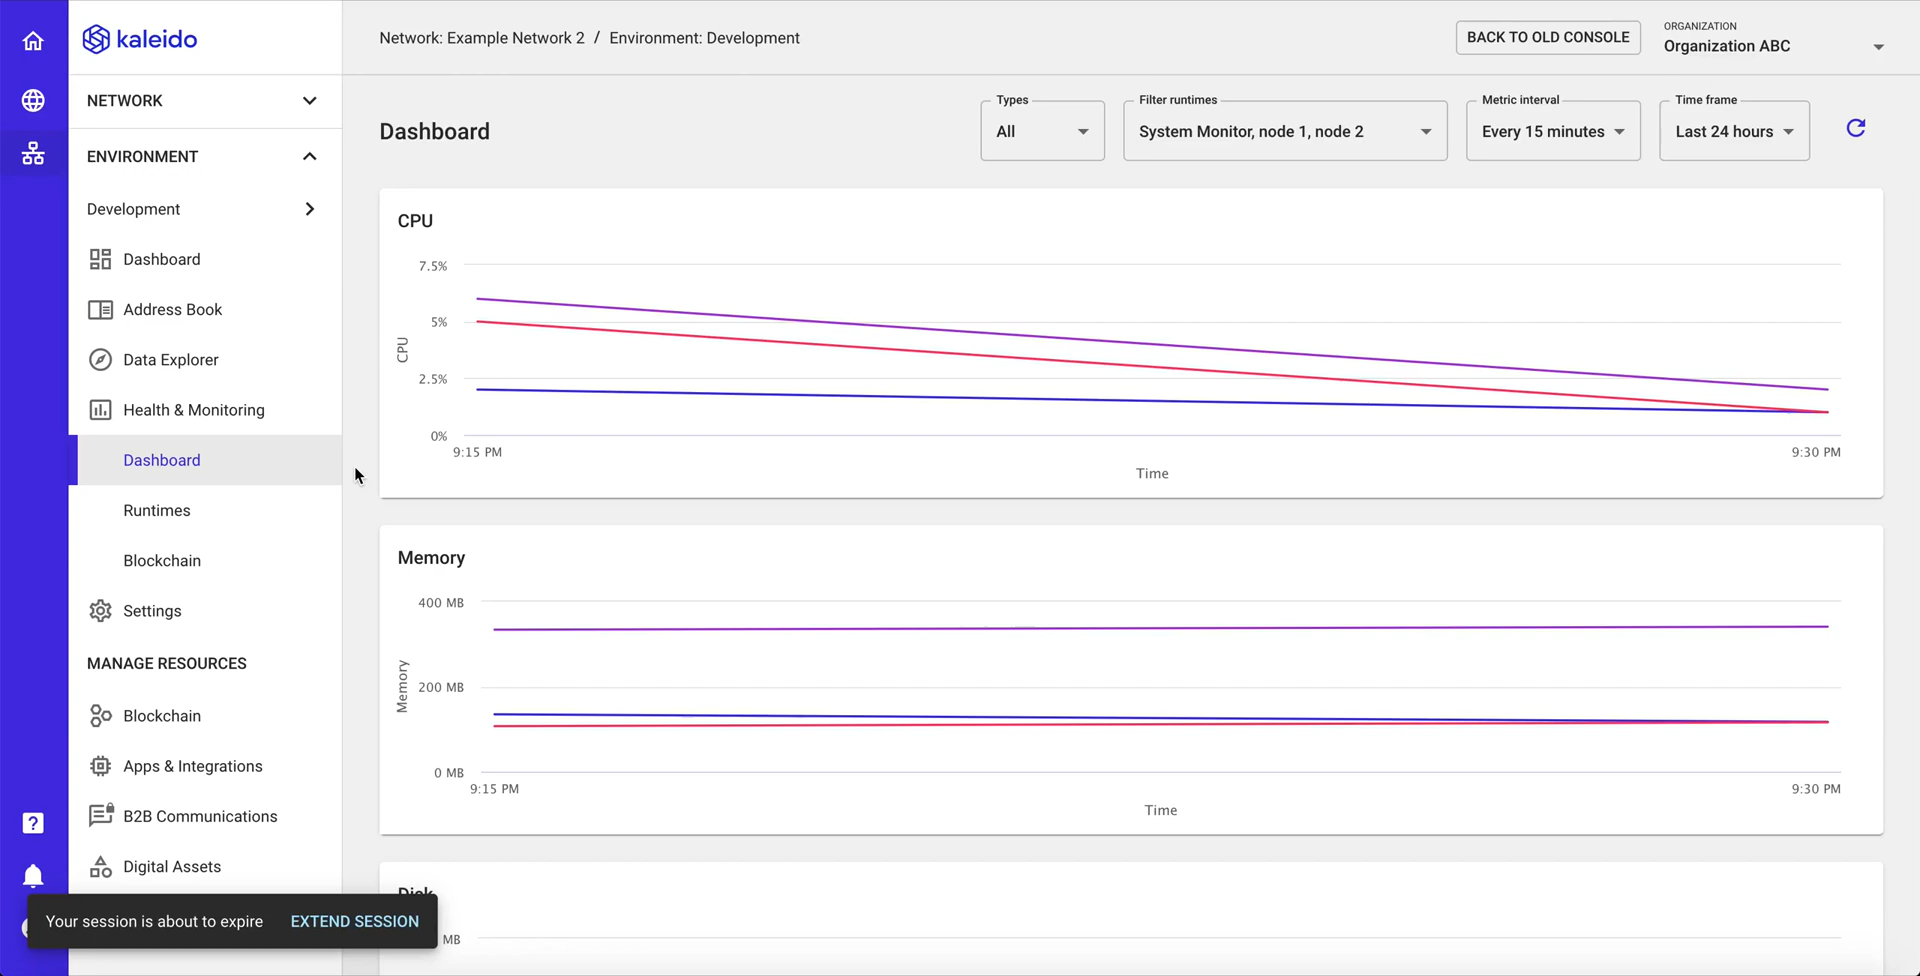 kaleido
NETWORK
ENVIRONMENT
Development
Dashboard
Address Book
Data Explorer
Health & Monitoring
Dashboard
Runtimes
Blockchain
Settings
MANAGE RESOURCES
Blockchain
Apps & Integrations
B2B Communications
Digital Assets
?
Your session is about to expire EXTEND SESSION
Network: Example Network 2 / Environment: Development
BACK TO OLD CONSOLE
ORGANIZATION
Organization ABC
Dashboard
Types
All
Filter runtimes
System Monitor, node 1, node 2
Metric interval
Every 15 minutes
Time frame
Last 24 hours
CPU
7.5%
5%
2.5%
0%
CPU
9:15 PM 9:30 PM
Time
Memory
400 MB
200 MB
0 MB
Memory
9:15 PM 9:30 PM
Time
Disk
MB